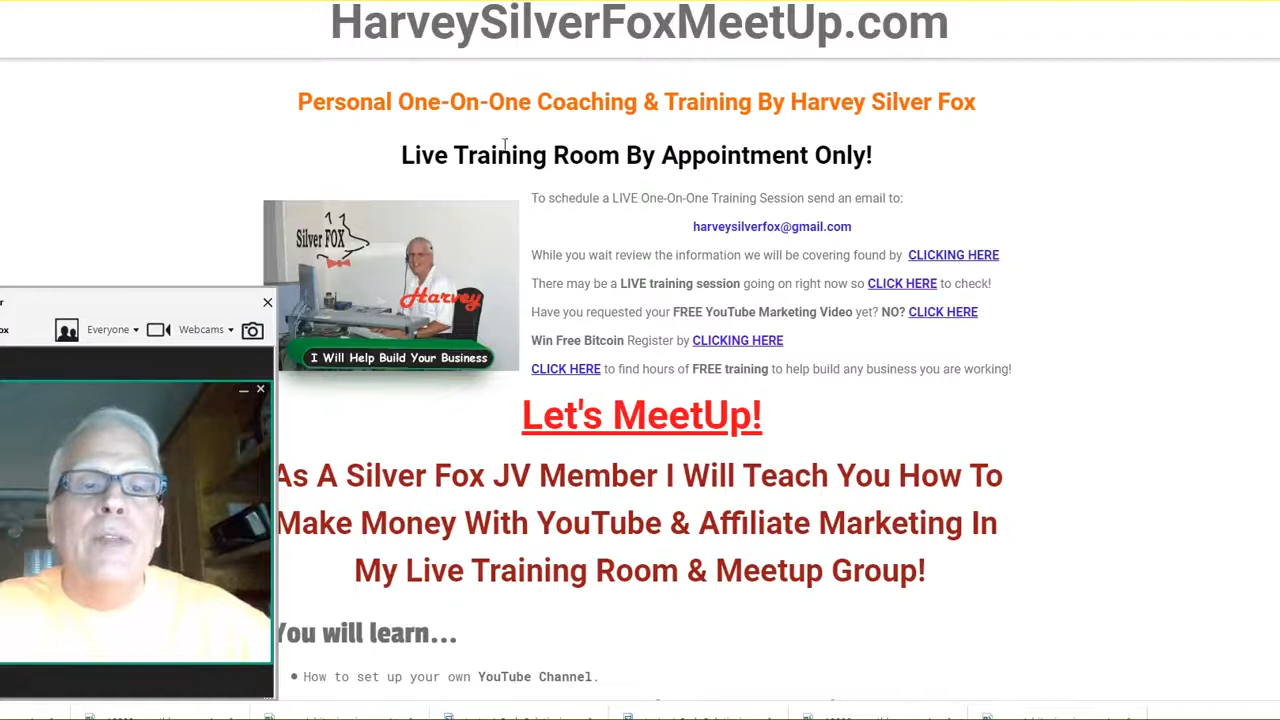 HarveySilverFoxMeetUp.com
Personal One-On-One Coaching & Training By Harvey Silver Fox
Live Training Room By Appointment Only!
Silver FOX
Harvey
I Will Help Build Your Business
To schedule a LIVE One-On-One Training Session send an email to:
harveysilverfox@gmail.com
While you wait review the information we will be covering found by CLICKING HERE
There may be a LIVE training session going on right now so CLICK HERE to check!
Have you requested your FREE YouTube Marketing Video yet? NO? CLICK HERE
Win Free Bitcoin Register by CLICKING HERE
CLICK HERE to find hours of FREE training to help build any business you are working!
Everyone
Webcams
Let's MeetUp!
As A Silver Fox JV Member I Will Teach You How To
Make Money With YouTube & Affiliate Marketing In
My Live Training Room & Meetup Group!
You will learn...
How to set up your own YouTube Channel.